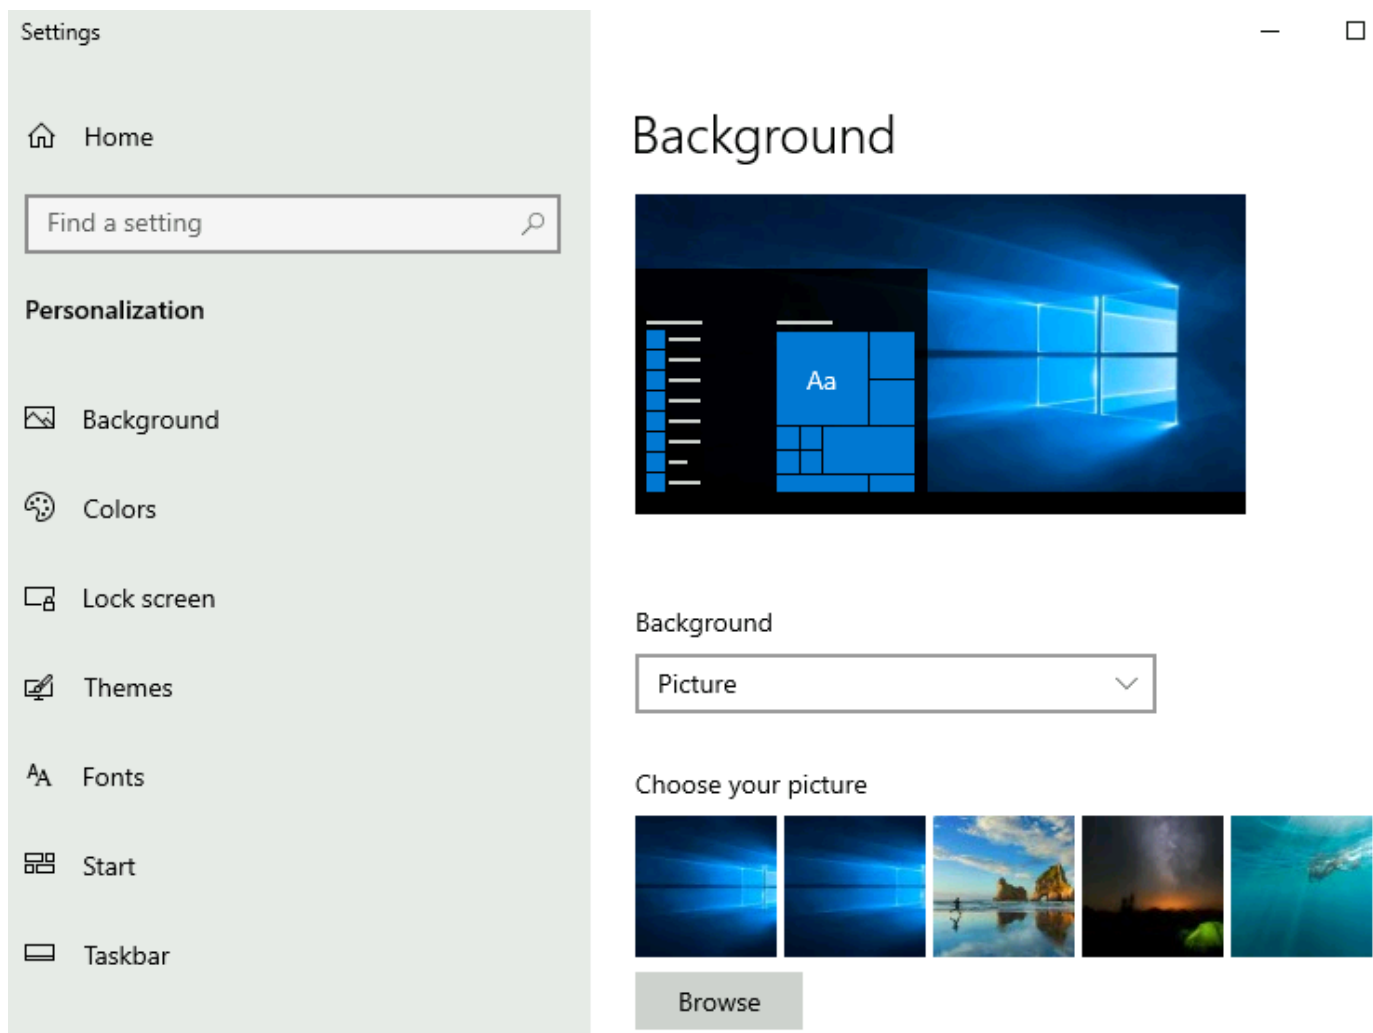 Settings
Home
Find a setting
Personalization
Background
Colors
Lock screen
Themes
Fonts
Start
Taskbar
Background
Aa
Background
Picture
Choose your picture
Browse